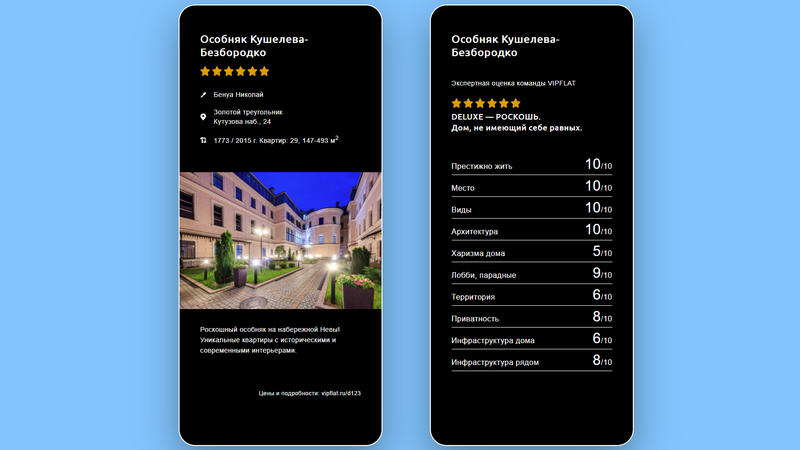 Особняк Кушелева-
Безбородко
Бенуа Николай
Золотой треугольник
Кутузова наб., 24
1773 / 2015 г. Квартир: 29, 147-493 м2
Роскошный особняк на набережной Невы!
Уникальные квартиры с историческими и
современными интерьерами.
Цены и подробности: vipflat.ru/d123
Особняк Кушелева-
Безбородко
Экспертная оценка команды VIPFLAT
DELUXE — РОСКОШЬ.
Дом, не имеющий себе равных.
Престижно жить 10/10
Место 10/10
Виды 10/10
Архитектура 10/10
Харизма дома 5/10
Лобби, парадные 9/10
Территория 6/10
Приватность 8/10
Инфраструктура дома 6/10
Инфраструктура рядом 8/10